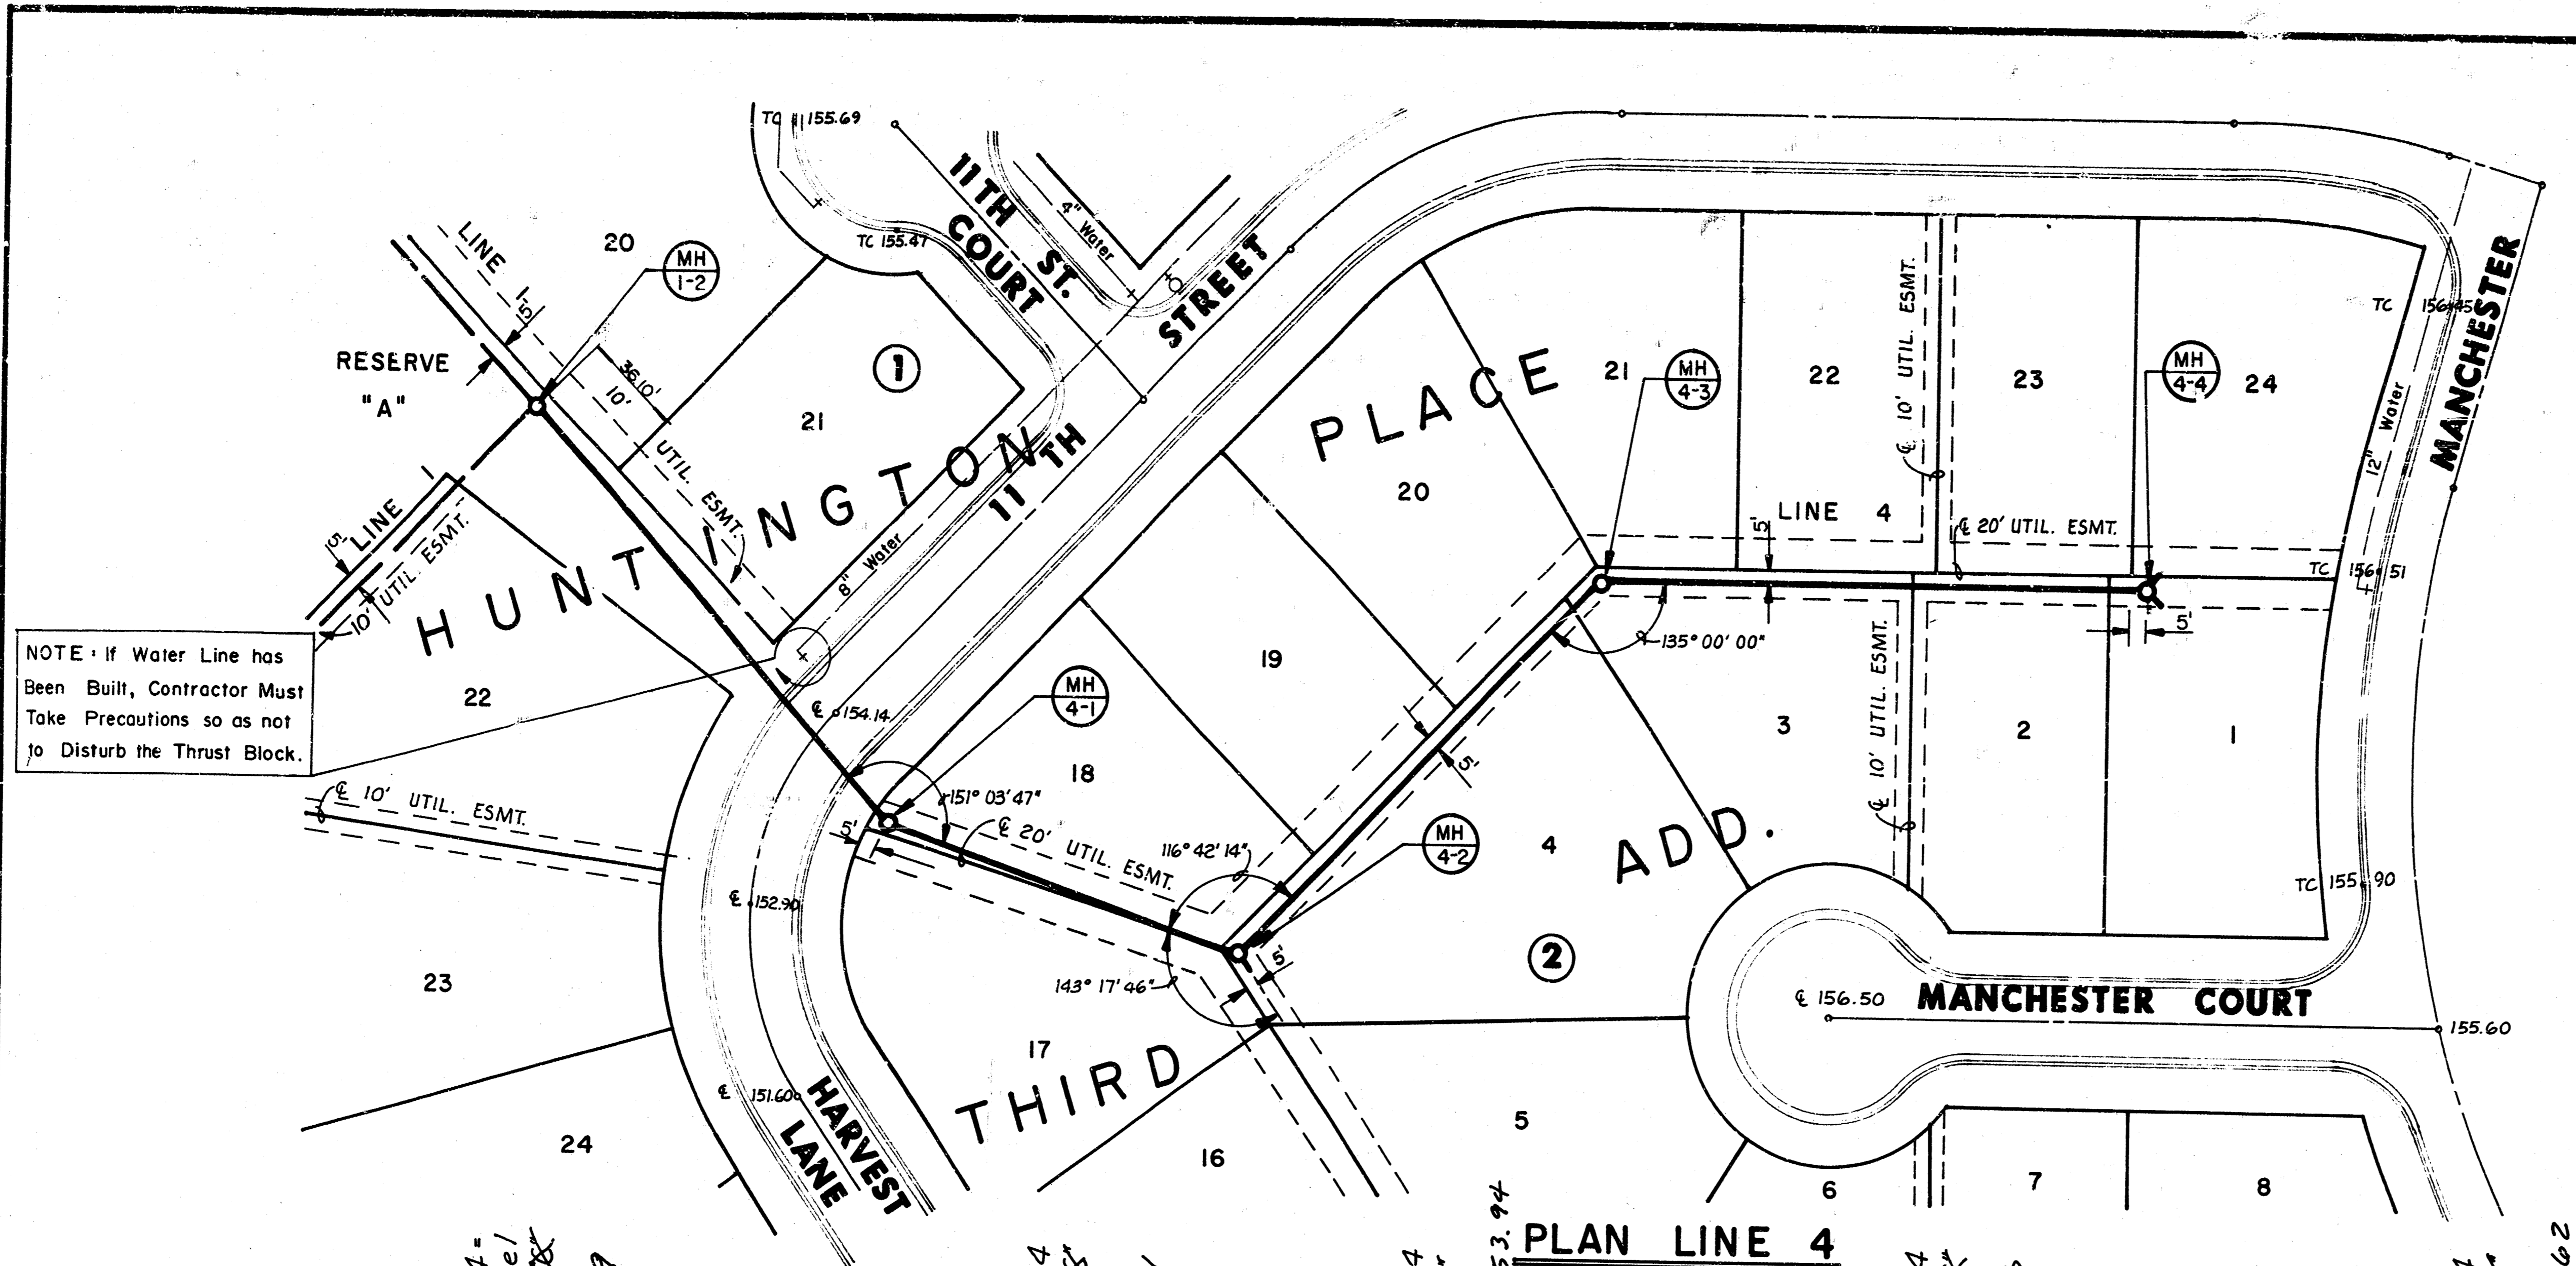 TC 155.69
11TH ST.
COURT
4" Water
TC 155.47
STREET
LINE
20
MH
1-2
1-
5'
RESERVE
"A"
36.10'
10'
UTIL.
ESMT.
1
21
11 TH
8" Water
5'
LINE
10' UTIL. ESMT.
HUNTINGTON
PLACE
20
21
MH
4-3
22
℄ 10' UTIL. ESMT.
23
MH
4-4
24
TC 156.45
MANCHESTER
12" Water
5'
LINE 4
℄ 20' UTIL. ESMT.
TC 156.51
5'
135° 00' 00"
NOTE: If Water Line has
Been Built, Contractor Must
Take Precautions so as not
to Disturb the Thrust Block.
22
℄ 154.14
MH
4-1
19
18
151° 03' 47"
5'
℄ 20' UTIL. ESMT.
116° 42' 14"
MH
4-2
5'
5'
143° 17' 46"
3
℄ 10' UTIL. ESMT.
2
1
4
ADD.
2
℄ 10' UTIL. ESMT.
℄ 152.90
TC 155.90
23
17
THIRD
℄ 156.50
MANCHESTER COURT
155.60
℄ 151.60
HARVEST
LANE
24
16
5
6
7
8
53.94
PLAN LINE 4
62